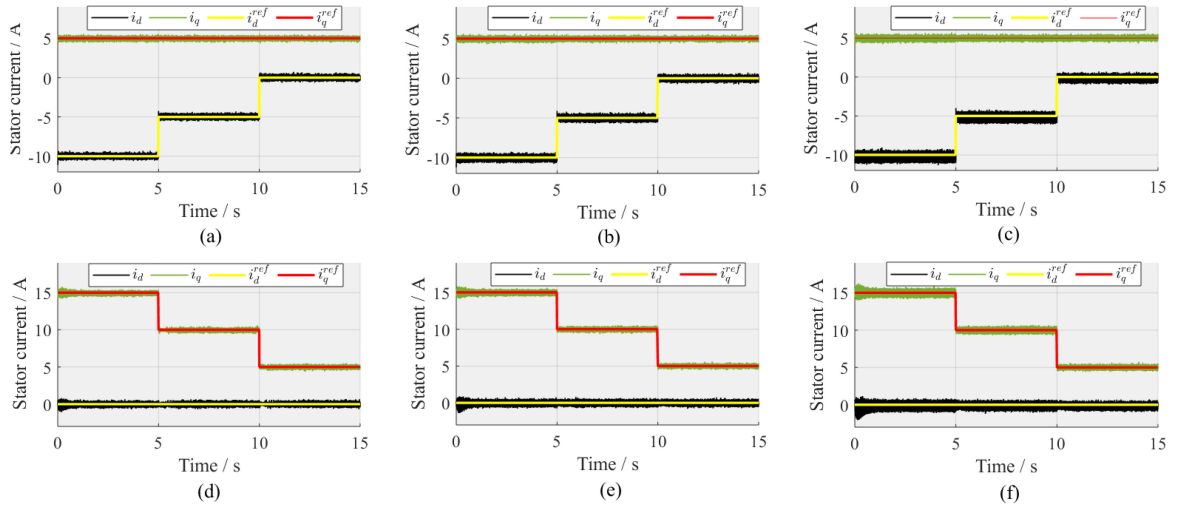 i_d i_q i_d^ref i_q^ref
Stator current / A
5
0
-5
-10
0 5 10 15
Time / s
(a)
i_d i_q i_d^ref i_q^ref
Stator current / A
5
0
-5
-10
0 5 10 15
Time / s
(b)
i_d i_q i_d^ref i_q^ref
Stator current / A
5
0
-5
-10
0 5 10 15
Time / s
(c)
i_d i_q i_d^ref i_q^ref
Stator current / A
15
10
5
0
0 5 10 15
Time / s
(d)
i_d i_q i_d^ref i_q^ref
Stator current / A
15
10
5
0
0 5 10 15
Time / s
(e)
i_d i_q i_d^ref i_q^ref
Stator current / A
15
10
5
0
0 5 10 15
Time / s
(f)